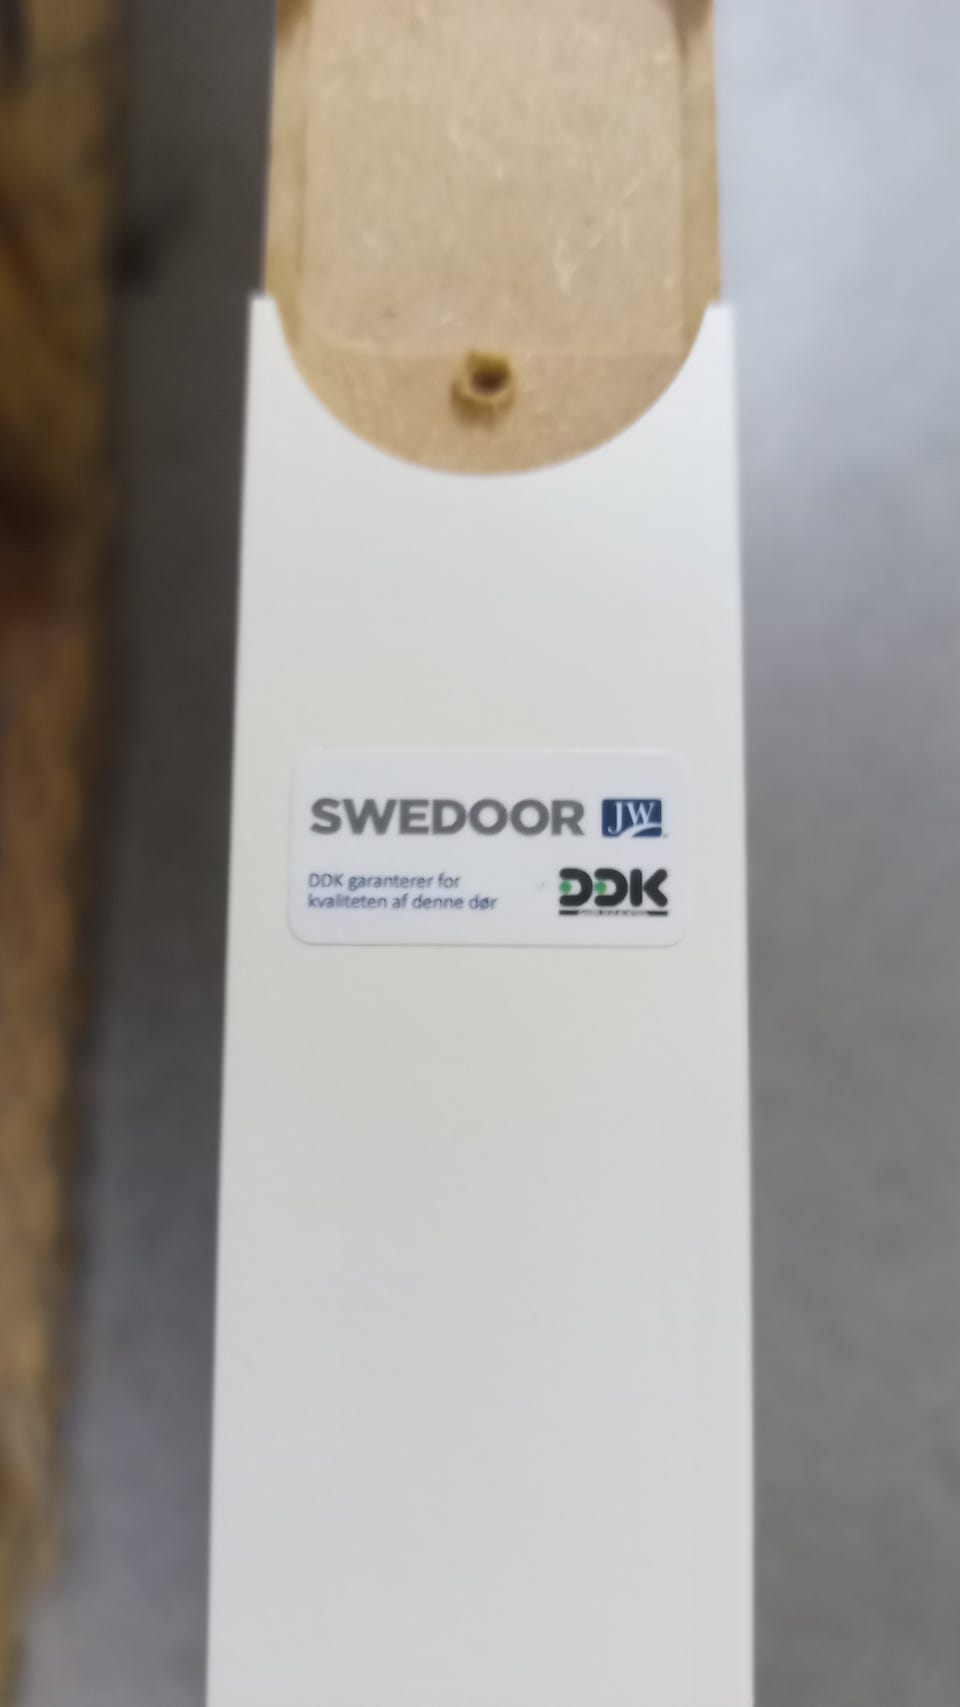 SWEDOOR JW
DDK garanterer for
kvaliteten af denne dør
DDK